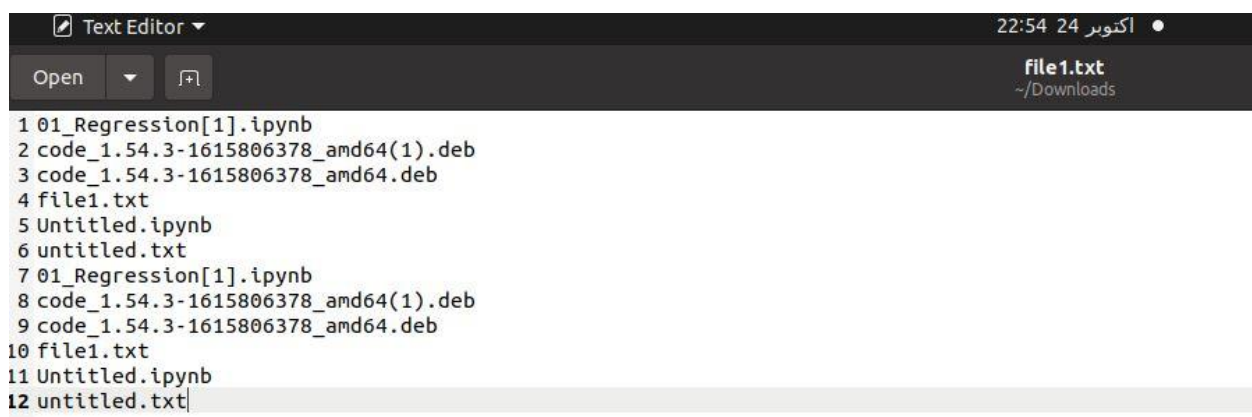 Text Editor
22:54 24 اکتوبر
Open
file1.txt
~/Downloads
1 01_Regression[1].ipynb
2 code_1.54.3-1615806378_amd64(1).deb
3 code_1.54.3-1615806378_amd64.deb
4 file1.txt
5 Untitled.ipynb
6 untitled.txt
7 01_Regression[1].ipynb
8 code_1.54.3-1615806378_amd64(1).deb
9 code_1.54.3-1615806378_amd64.deb
10 file1.txt
11 Untitled.ipynb
12 untitled.txt